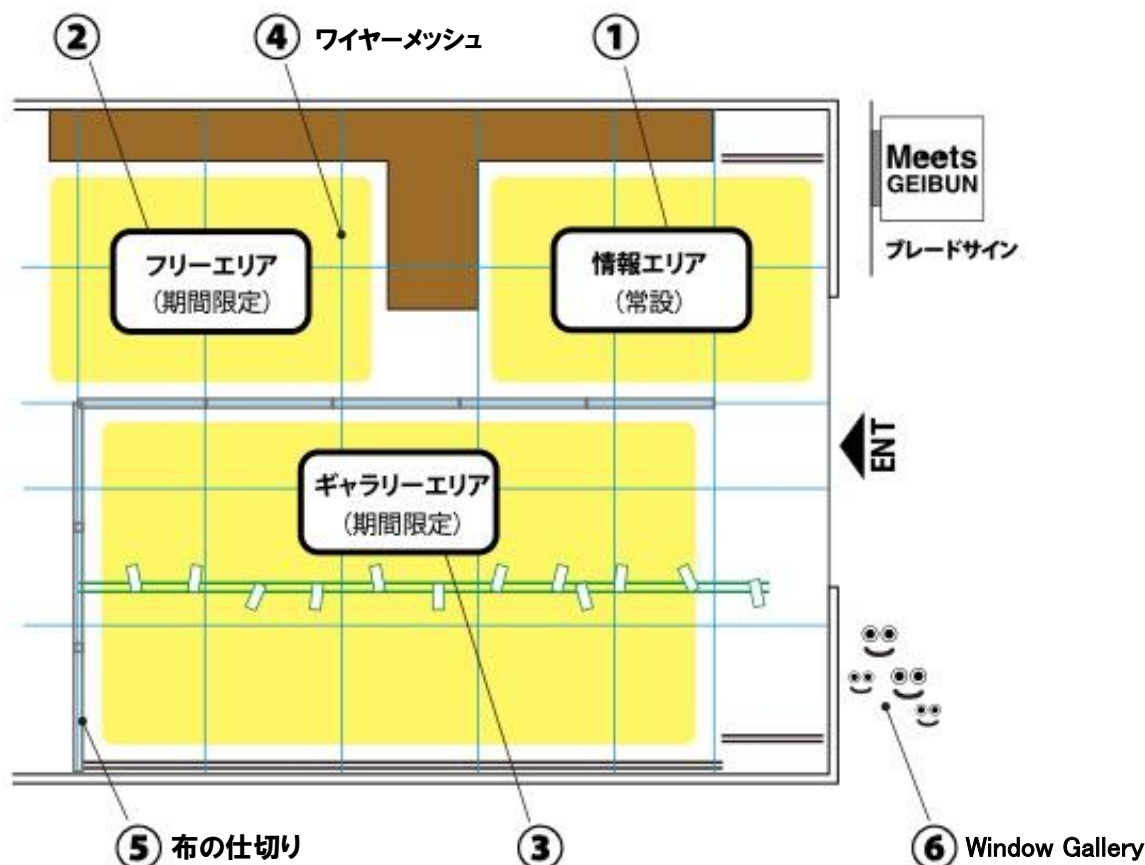 ②
④ ワイヤーメッシュ
①
Meets
GEIBUN
ブレードサイン
フリーエリア
(期間限定)
情報エリア
(常設)
ENT
ギャラリーエリア
(期間限定)
⑤ 布の仕切り
③
⑥ Window Gallery